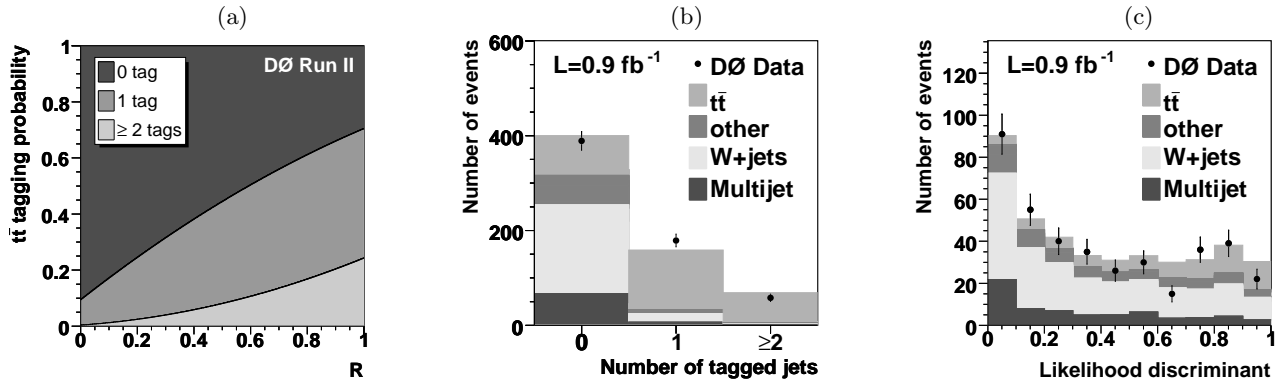 (a)
tt̄ tagging probability
1
0.8
0.6
0.4
0.2
0
DØ Run II
0 tag
1 tag
≥ 2 tags
0 0.2 0.4 0.6 0.8 1
R
(b)
Number of events
600
400
200
0
L=0.9 fb⁻¹
DØ Data
tt̄
other
W+jets
Multijet
0 1 ≥2
Number of tagged jets
(c)
Number of events
120
100
80
60
40
20
0
L=0.9 fb⁻¹
DØ Data
tt̄
other
W+jets
Multijet
0 0.2 0.4 0.6 0.8 1
Likelihood discriminant